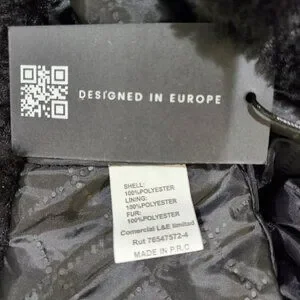 DESIGNED IN EUROPE
SHELL:
100%POLYESTER
LINING:
100%POLYESTER
FUR:
100%POLYESTER
Comercial L&E limited
Rut 76547572-4
MADE IN P.R.C